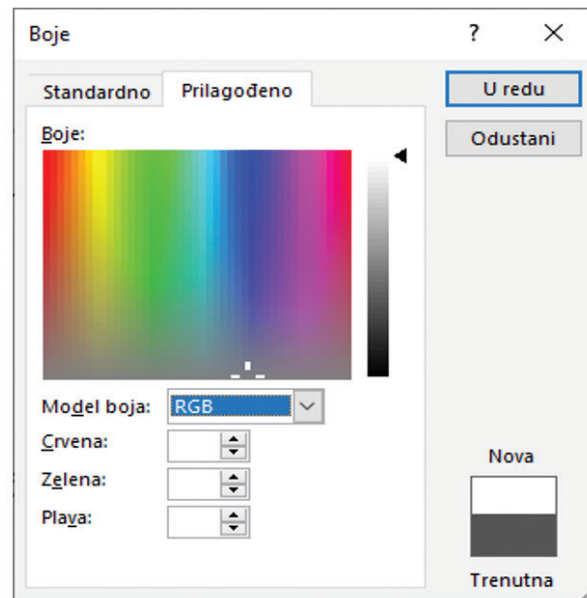 Boje ?
Standardno Prilagođeno
U redu
Odustani
Boje:
Model boja: RGB
Crvena:
Zelena:
Plava:
Nova
Trenutna